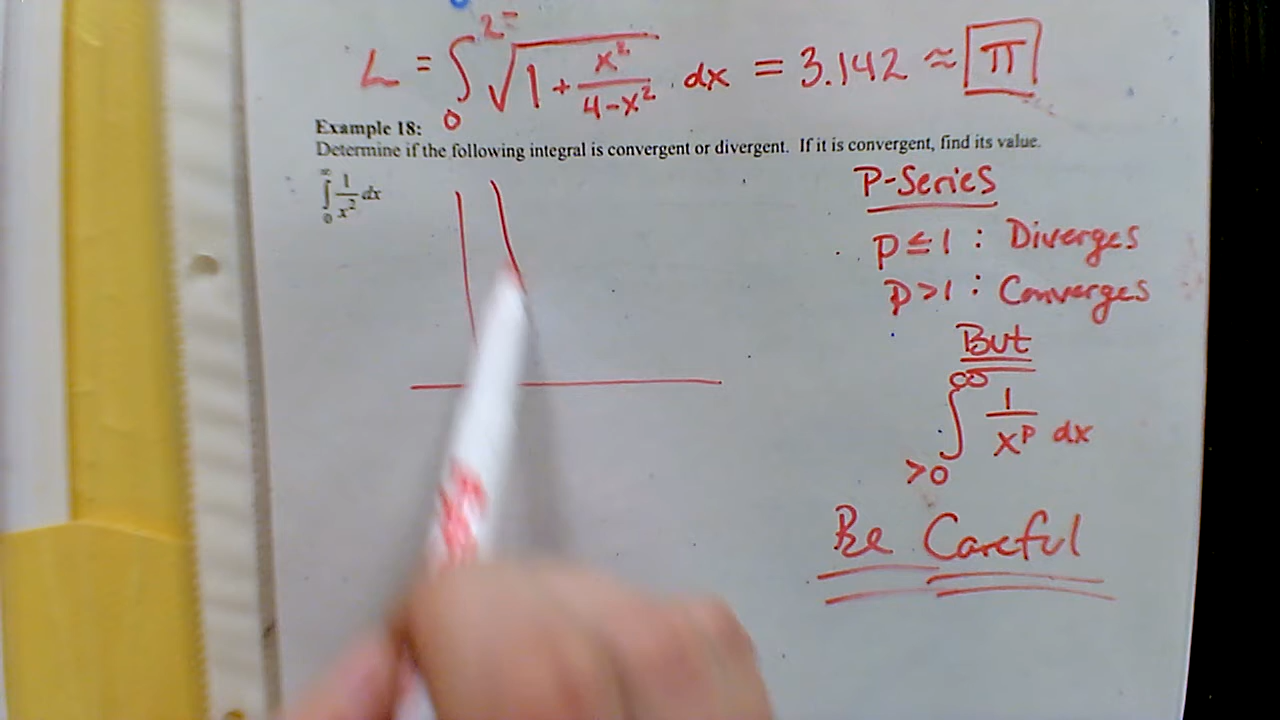 L = ∫₀^2⁻ √(1 + x²/(4-x²)) dx = 3.142 ≈ π
Example 18:
Determine if the following integral is convergent or divergent. If it is convergent, find its value.
∫₀^∞ 1/x² dx
P-Series
P ≤ 1 : Diverges
P > 1 : Converges
But
∫_{>0}^∞ 1/x^p dx
Be Careful